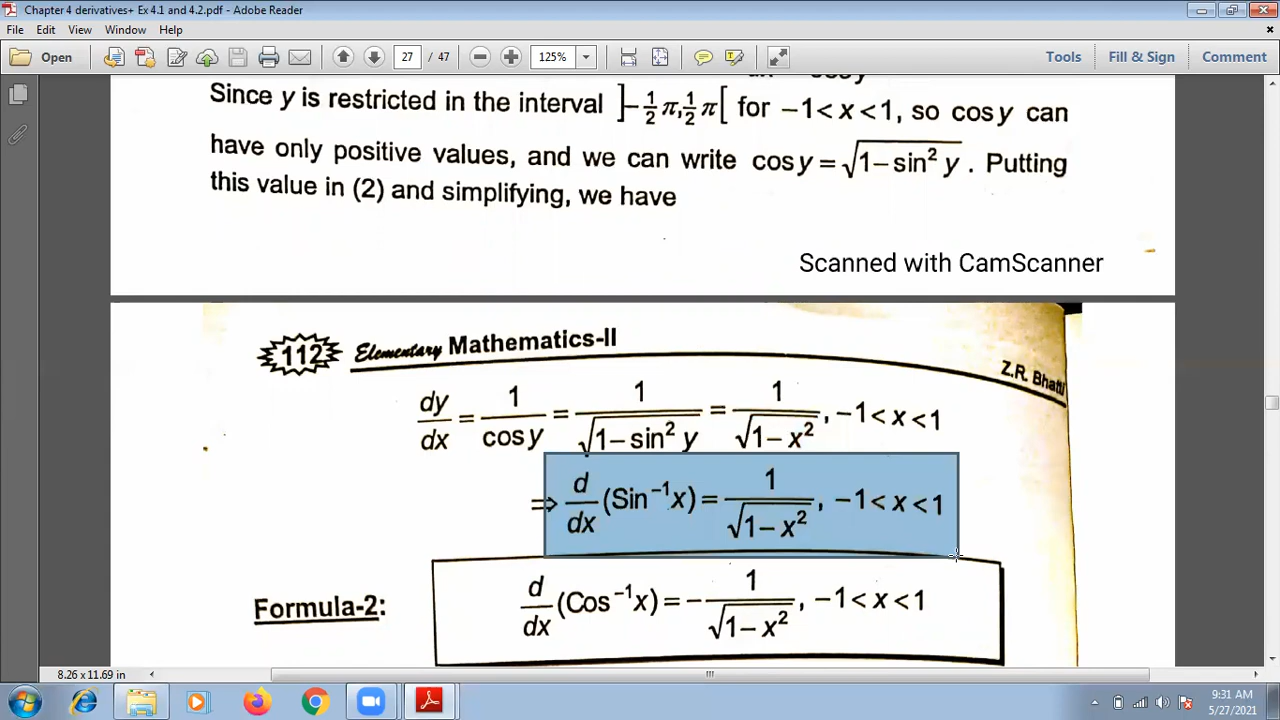 Chapter 4 derivatives+ Ex 4.1 and 4.2.pdf - Adobe Reader
File Edit View Window Help
Open 27 / 47 125% Tools Fill & Sign Comment
Since y is restricted in the interval ]−½π,½π[ for −1< x <1, so cos y can
have only positive values, and we can write cos y = √(1−sin² y) . Putting
this value in (2) and simplifying, we have
Scanned with CamScanner
112 Elementary Mathematics-II
Z.R. Bhatti
dy/dx = 1/cos y = 1/√(1−sin² y) = 1/√(1−x²) , −1< x <1
⇒ d/dx (Sin⁻¹x) = 1/√(1−x²) , −1< x <1
Formula-2: d/dx (Cos⁻¹x) = − 1/√(1−x²) , −1< x <1
8.26 x 11.69 in
9:31 AM
5/27/2021